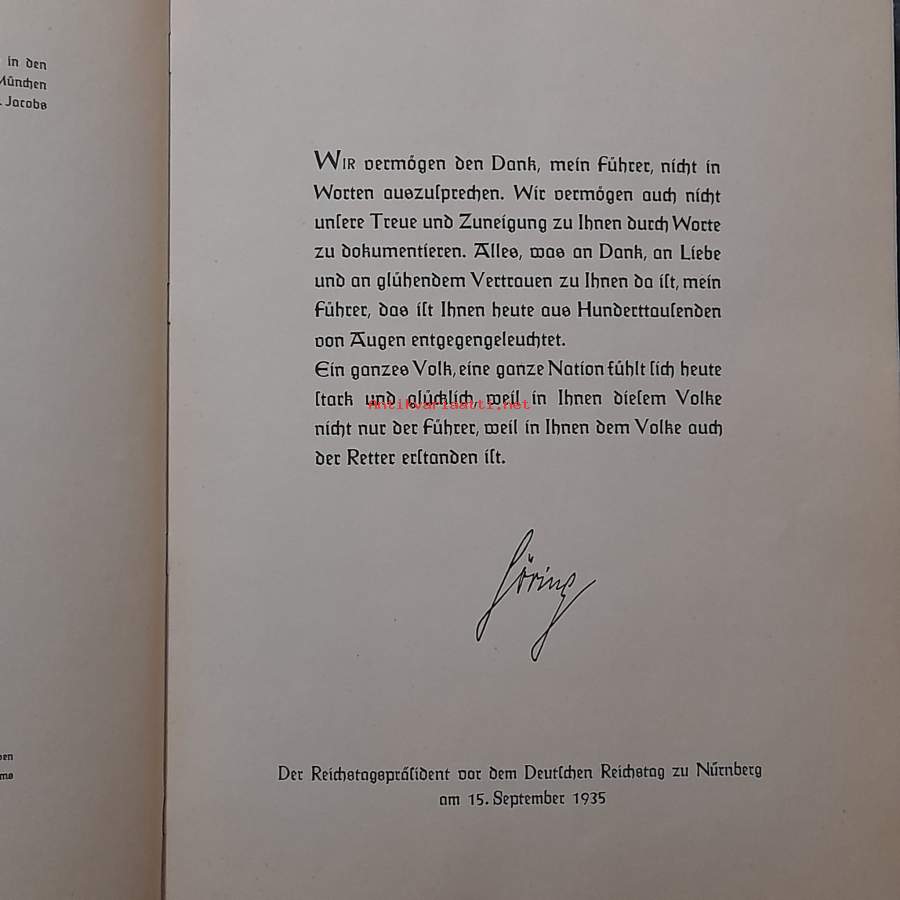 in den
München
Jacobs
WIR vermögen den Dank, mein Führer, nicht in
Worten auszusprechen. Wir vermögen auch nicht
unsere Treue und Zuneigung zu Ihnen durch Worte
zu dokumentieren. Alles, was an Dank, an Liebe
und an glühendem Vertrauen zu Ihnen da ist, mein
Führer, das ist Ihnen heute aus Hunderttausenden
von Augen entgegengeleuchtet.
Ein ganzes Volk, eine ganze Nation fühlt sich heute
stark und glücklich, weil in Ihnen diesem Volke
Antikvariaatti.net
nicht nur der Führer, weil in Ihnen dem Volke auch
der Retter erstanden ist.
Göring
Der Reichstagspräsident vor dem Deutschen Reichstag zu Nürnberg
am 15. September 1935